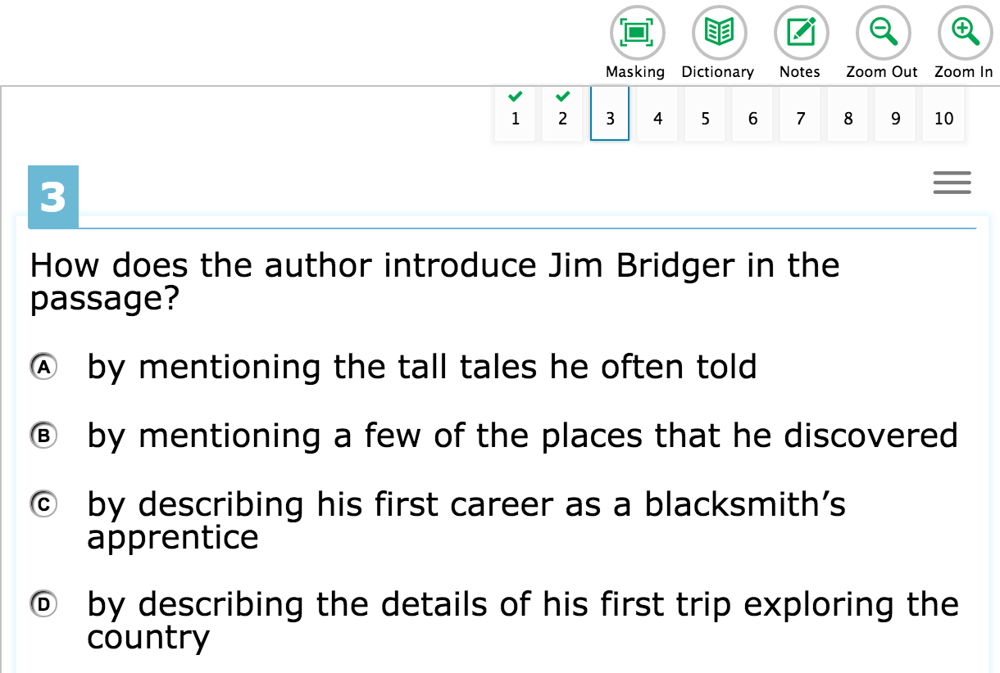 Masking Dictionary Notes Zoom Out Zoom In
1 2 3 4 5 6 7 8 9 10
3
How does the author introduce Jim Bridger in the
passage?
A by mentioning the tall tales he often told
B by mentioning a few of the places that he discovered
C by describing his first career as a blacksmith’s
apprentice
D by describing the details of his first trip exploring the
country